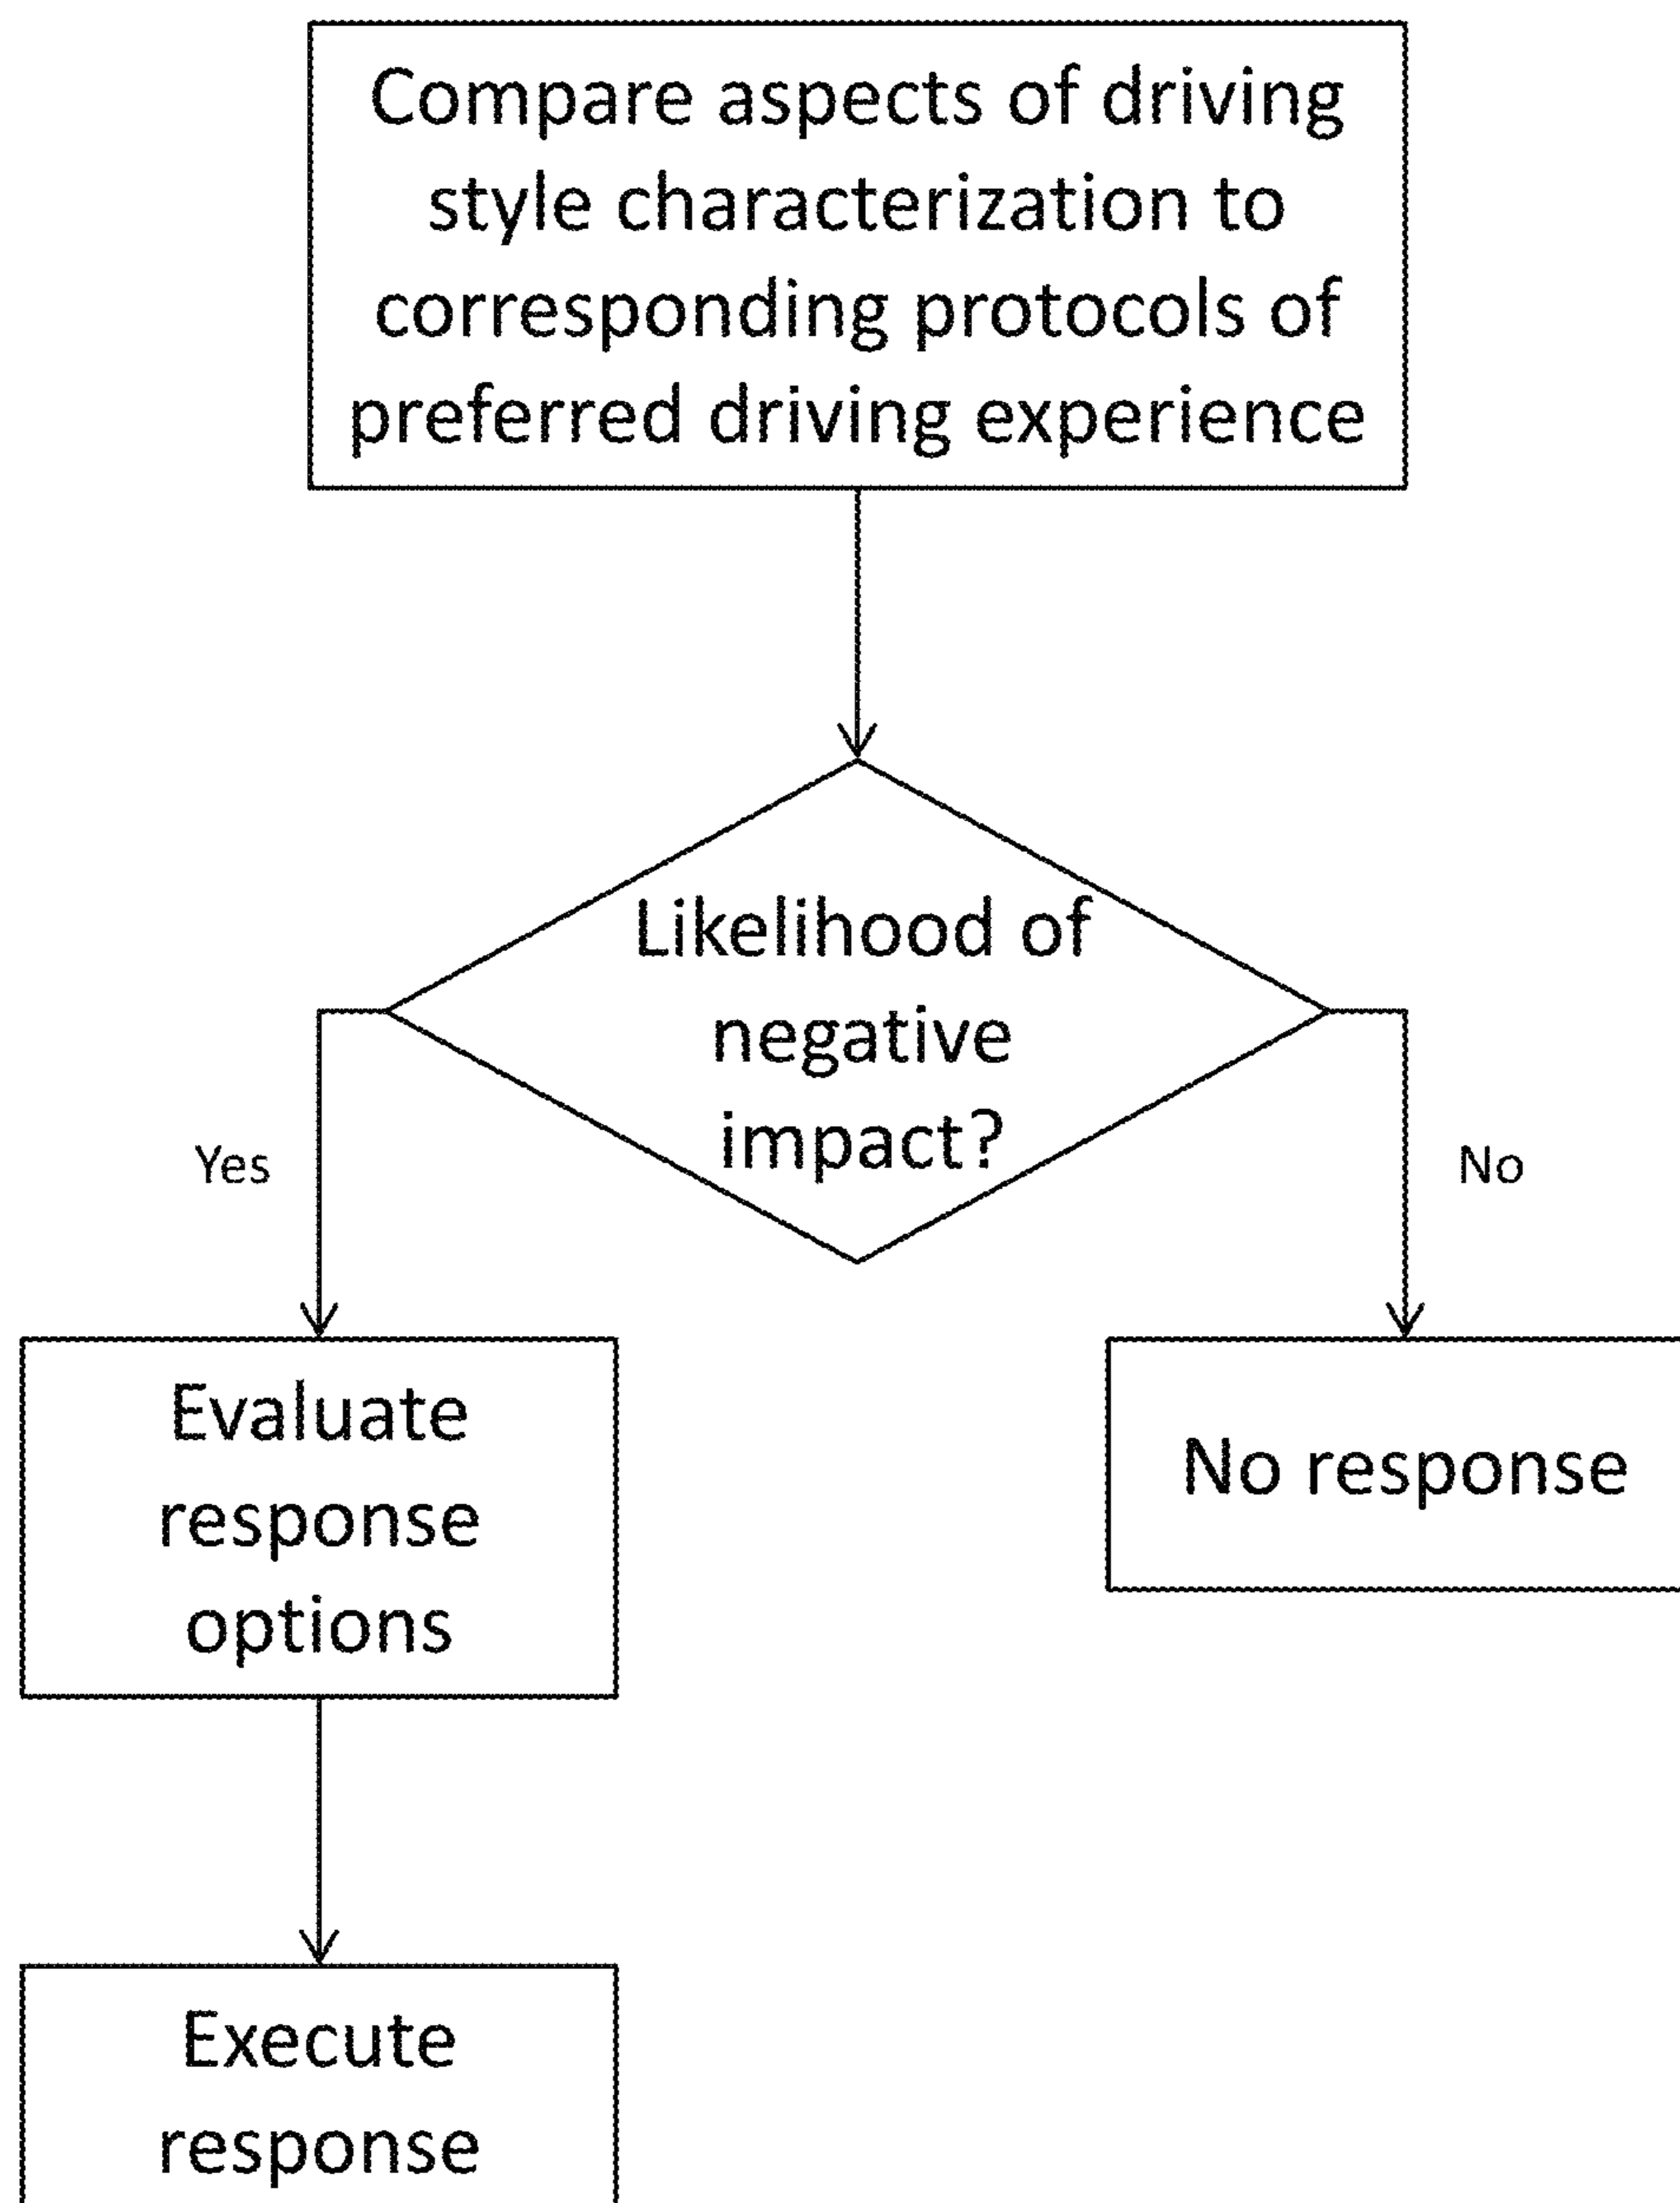 Compare aspects of driving
style characterization to
corresponding protocols of
preferred driving experience
Likelihood of
negative
impact?
Yes
No
Evaluate
response
options
No response
Execute
response